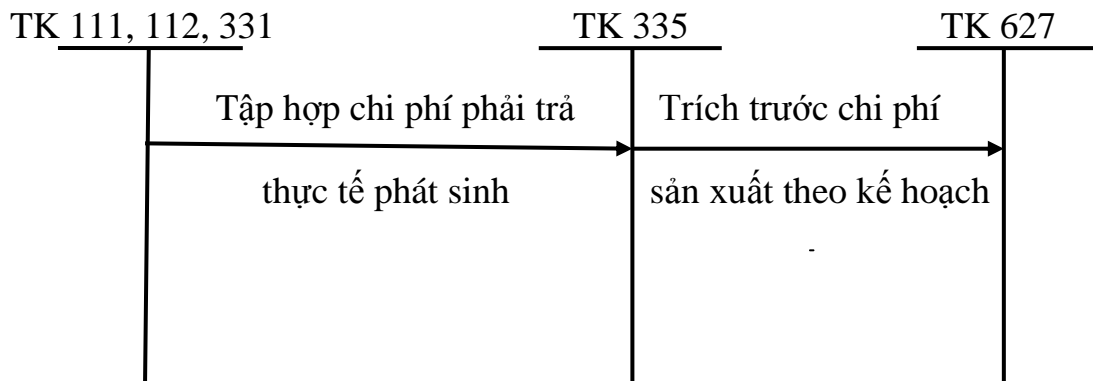 TK 111, 112, 331 TK 335 TK 627
Tập hợp chi phí phải trả Trích trước chi phí
thực tế phát sinh sản xuất theo kế hoạch
-